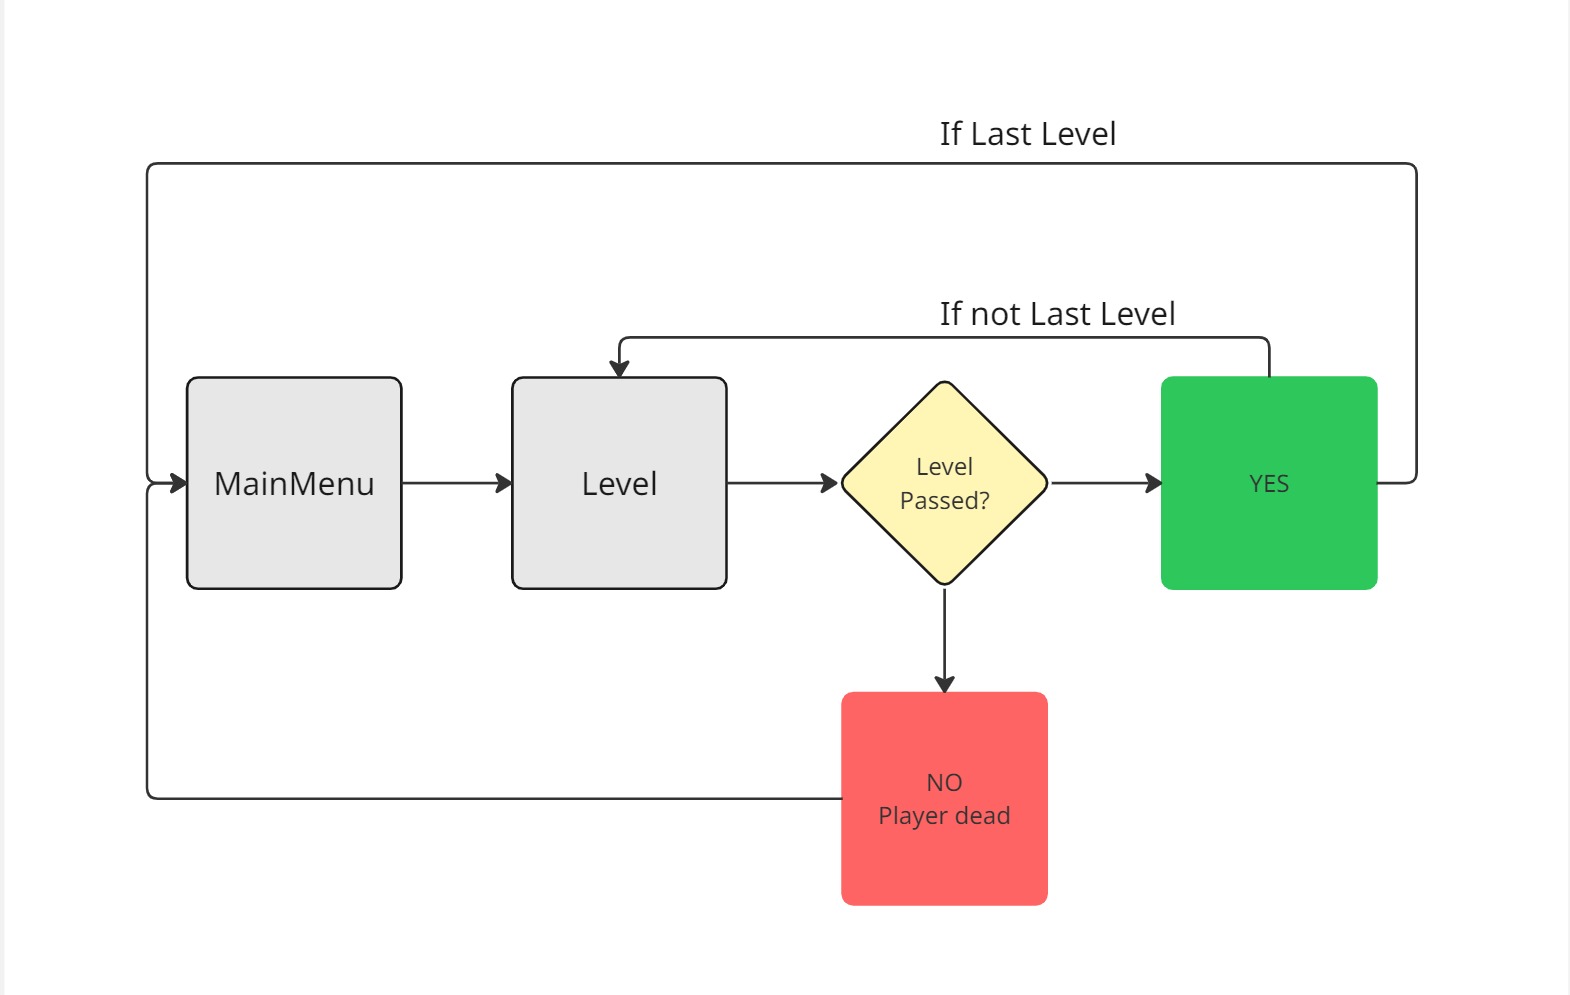 If Last Level
If not Last Level
MainMenu
Level
Level
Passed?
YES
NO
Player dead